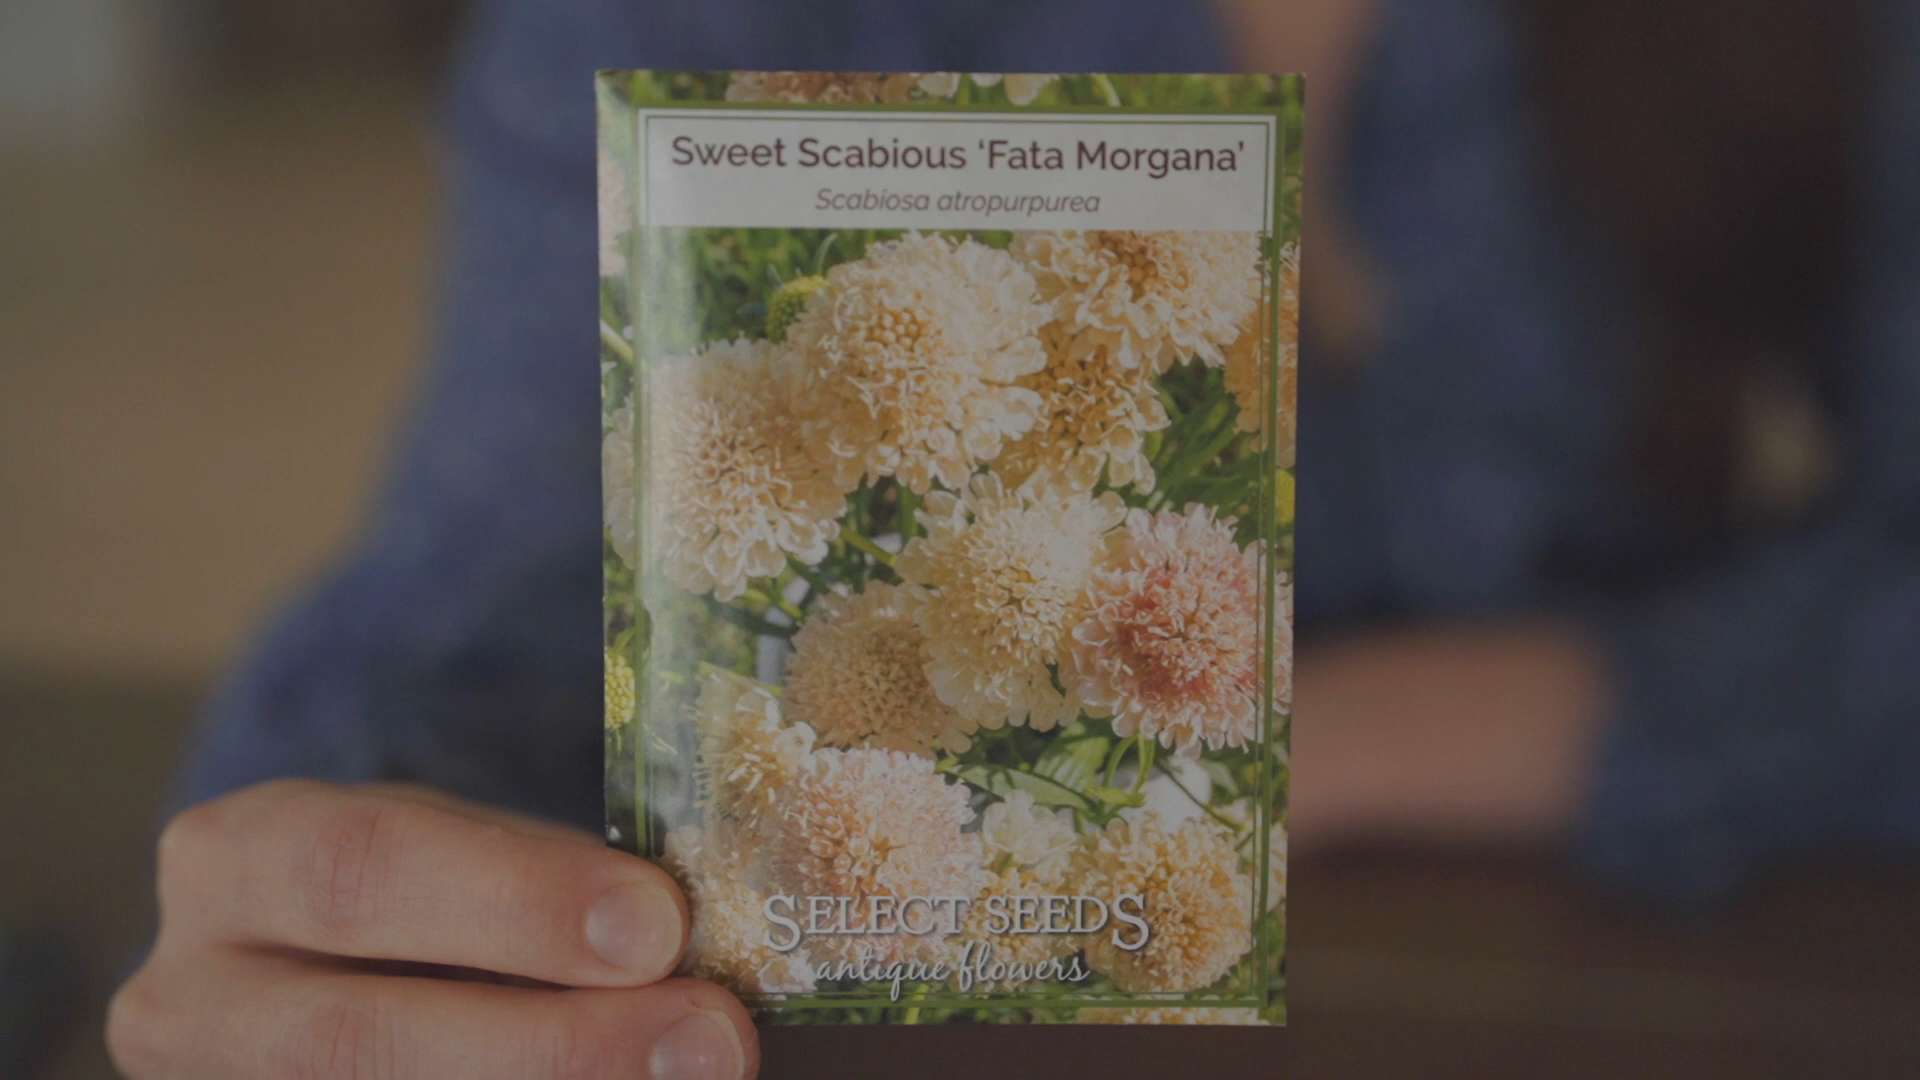 Sweet Scabious ‘Fata Morgana’
Scabiosa atropurpurea
SELECT SEEDS
antique flowers